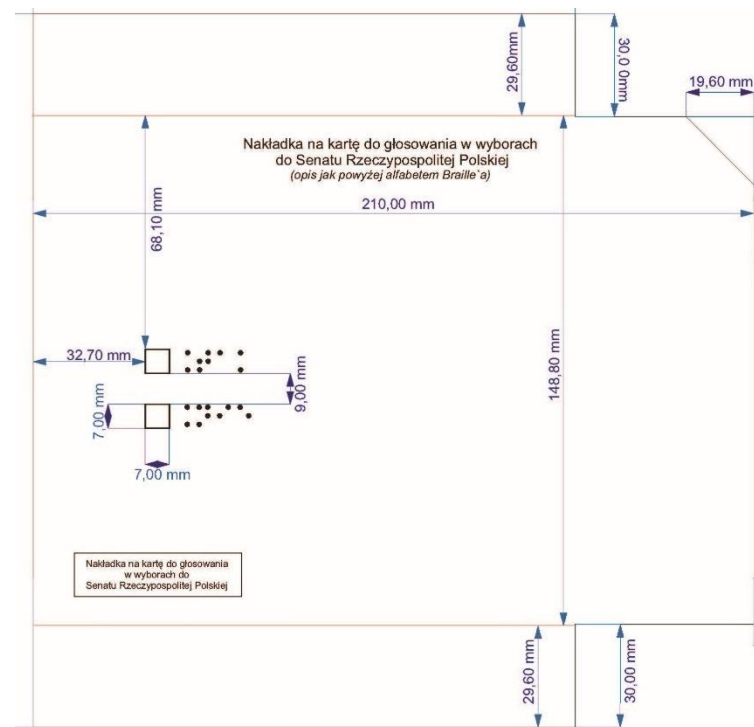 29,60mm
30,0 0mm
19,60 mm
Nakładka na kartę do głosowania w wyborach
do Senatu Rzeczypospolitej Polskiej
(opis jak powyżej alfabetem Braille`a)
210,00 mm
68,10 mm
32,70 mm
9,00 mm
148,80 mm
7,00 mm
7,00 mm
Nakładka na kartę do głosowania
w wyborach do
Senatu Rzeczypospolitej Polskiej
29,60 mm
30,00 mm